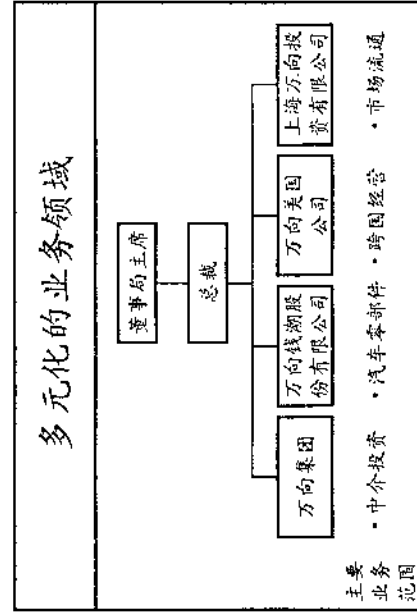 多元化的业务领域
董事局主席
总裁
万向集团
万向钱潮股
份有限公司
万向美国
公司
上海万向投
资有限公司
主要
业务
范围
• 中介投资
• 汽车零部件
• 跨国经营
• 市场流通